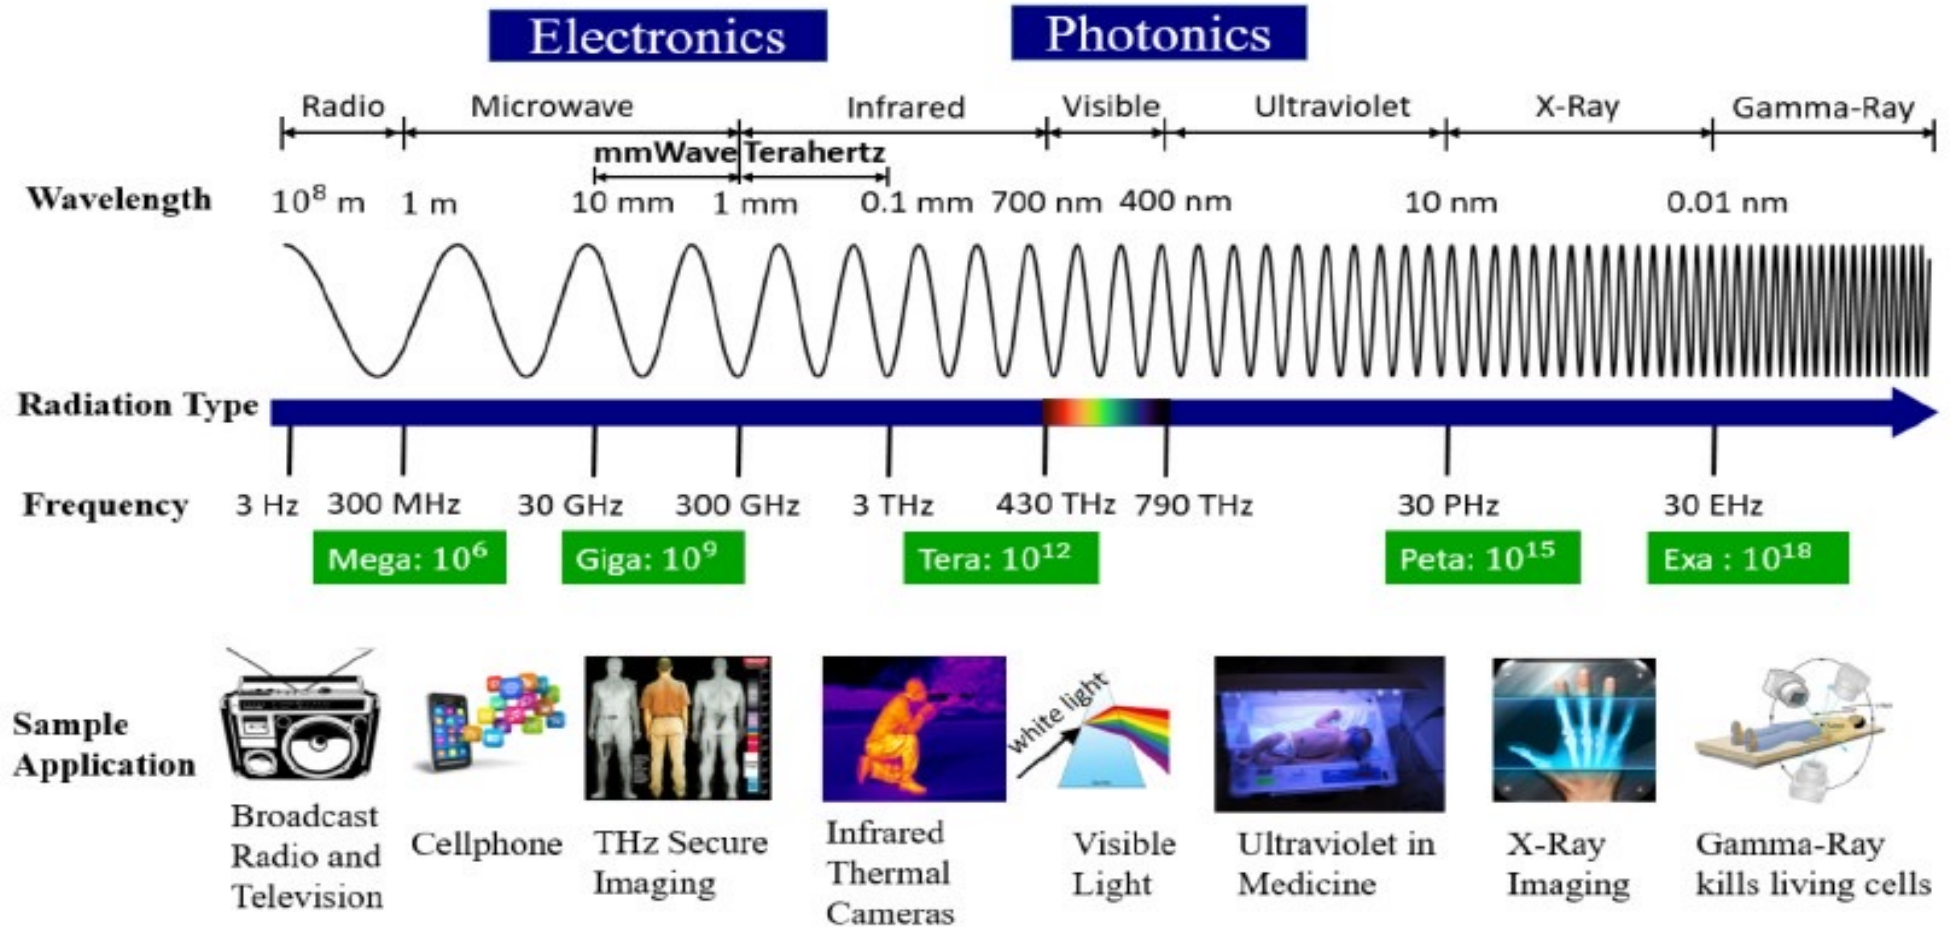 Electronics
Photonics
Radio
Microwave
Infrared
Visible
Ultraviolet
X-Ray
Gamma-Ray
mmWave
Terahertz
Wavelength
10⁸ m
1 m
10 mm
1 mm
0.1 mm
700 nm
400 nm
10 nm
0.01 nm
Radiation Type
Frequency
3 Hz
300 MHz
30 GHz
300 GHz
3 THz
430 THz
790 THz
30 PHz
30 EHz
Mega: 10⁶
Giga: 10⁹
Tera: 10¹²
Peta: 10¹⁵
Exa : 10¹⁸
Sample
Application
white light
Broadcast
Radio and
Television
Cellphone
THz Secure
Imaging
Infrared
Thermal
Cameras
Visible
Light
Ultraviolet in
Medicine
X-Ray
Imaging
Gamma-Ray
kills living cells